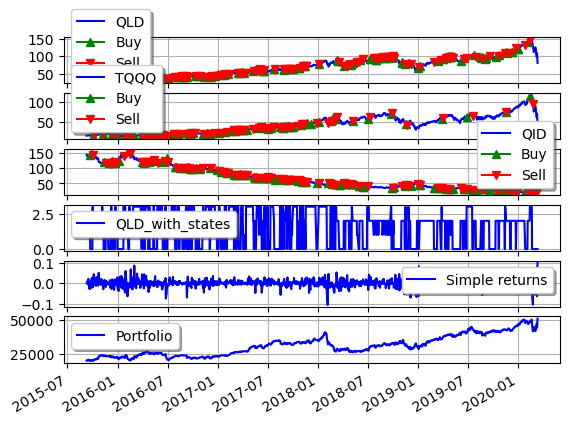 QLD
Buy
Sell
150
100
50
TQQQ
Buy
Sell
100
50
QID
Buy
Sell
150
100
50
QLD_with_states
2.5
0.0
Simple returns
0.1
0.0
−0.1
Portfolio
50000
25000
2015-07
2016-01
2016-07
2017-01
2017-07
2018-01
2018-07
2019-01
2019-07
2020-01